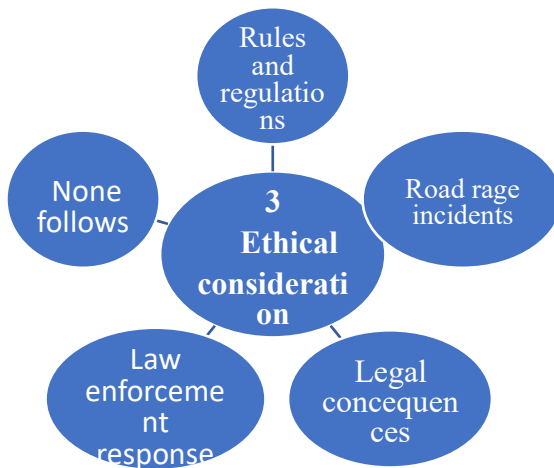 Rules
and
regulatio
ns
None
follows
3
Ethical
considerati
on
Road rage
incidents
Law
enforceme
nt
response
Legal
concequen
ces